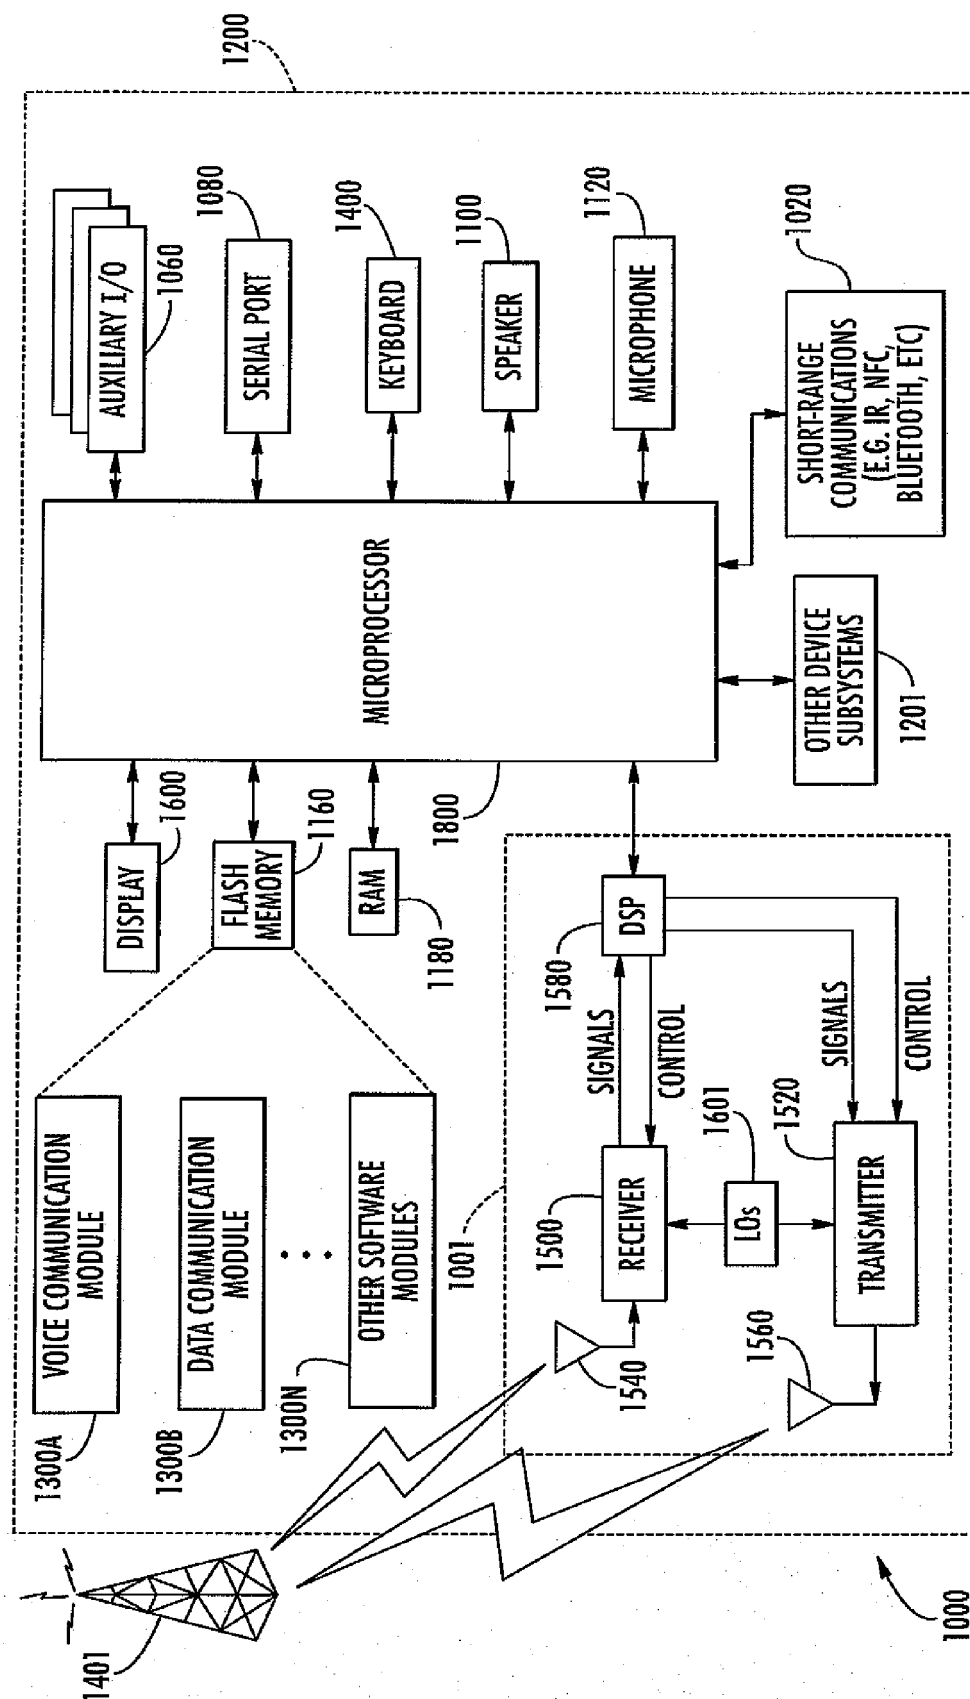 1200
AUXILIARY I/O
1060
SERIAL PORT
1080
KEYBOARD
1400
SPEAKER
1100
MICROPHONE
1120
SHORT-RANGE
COMMUNICATIONS
(E.G. IR, NFC,
BLUETOOTH, ETC)
1020
MICROPROCESSOR
1800
OTHER DEVICE
SUBSYSTEMS
1201
DISPLAY
1600
FLASH
MEMORY
1160
RAM
1180
VOICE COMMUNICATION
MODULE
1300A
DATA COMMUNICATION
MODULE
1300B
OTHER SOFTWARE
MODULES
1300N
1001
DSP
1580
SIGNALS
CONTROL
SIGNALS
CONTROL
RECEIVER
1500
LOs
1601
TRANSMITTER
1520
1540
1560
1401
1000